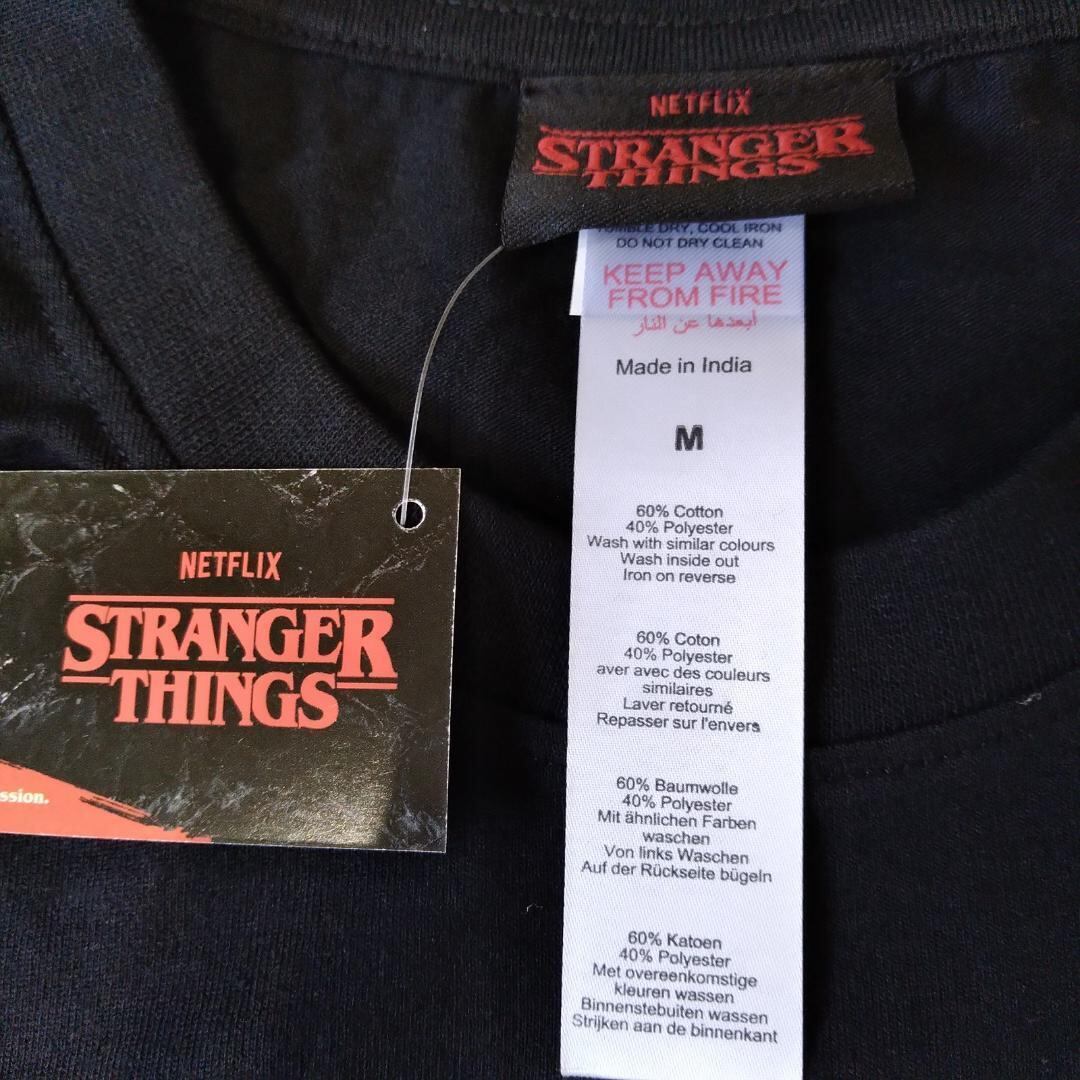 NETFLIX
STRANGER
THINGS
TUMBLE DRY, COOL IRON
DO NOT DRY CLEAN
KEEP AWAY
FROM FIRE
أبعدها عن النار
Made in India
M
60% Cotton
40% Polyester
Wash with similar colours
Wash inside out
Iron on reverse
60% Coton
40% Polyester
aver avec des couleurs
similaires
Laver retourné
Repasser sur l'envers
60% Baumwolle
40% Polyester
Mit ähnlichen Farben
waschen
Von links Waschen
Auf der Rückseite bügeln
60% Katoen
40% Polyester
Met overeenkomstige
kleuren wassen
Binnenstebuiten wassen
Strijken aan de binnenkant
NETFLIX
STRANGER
THINGS
ssion.